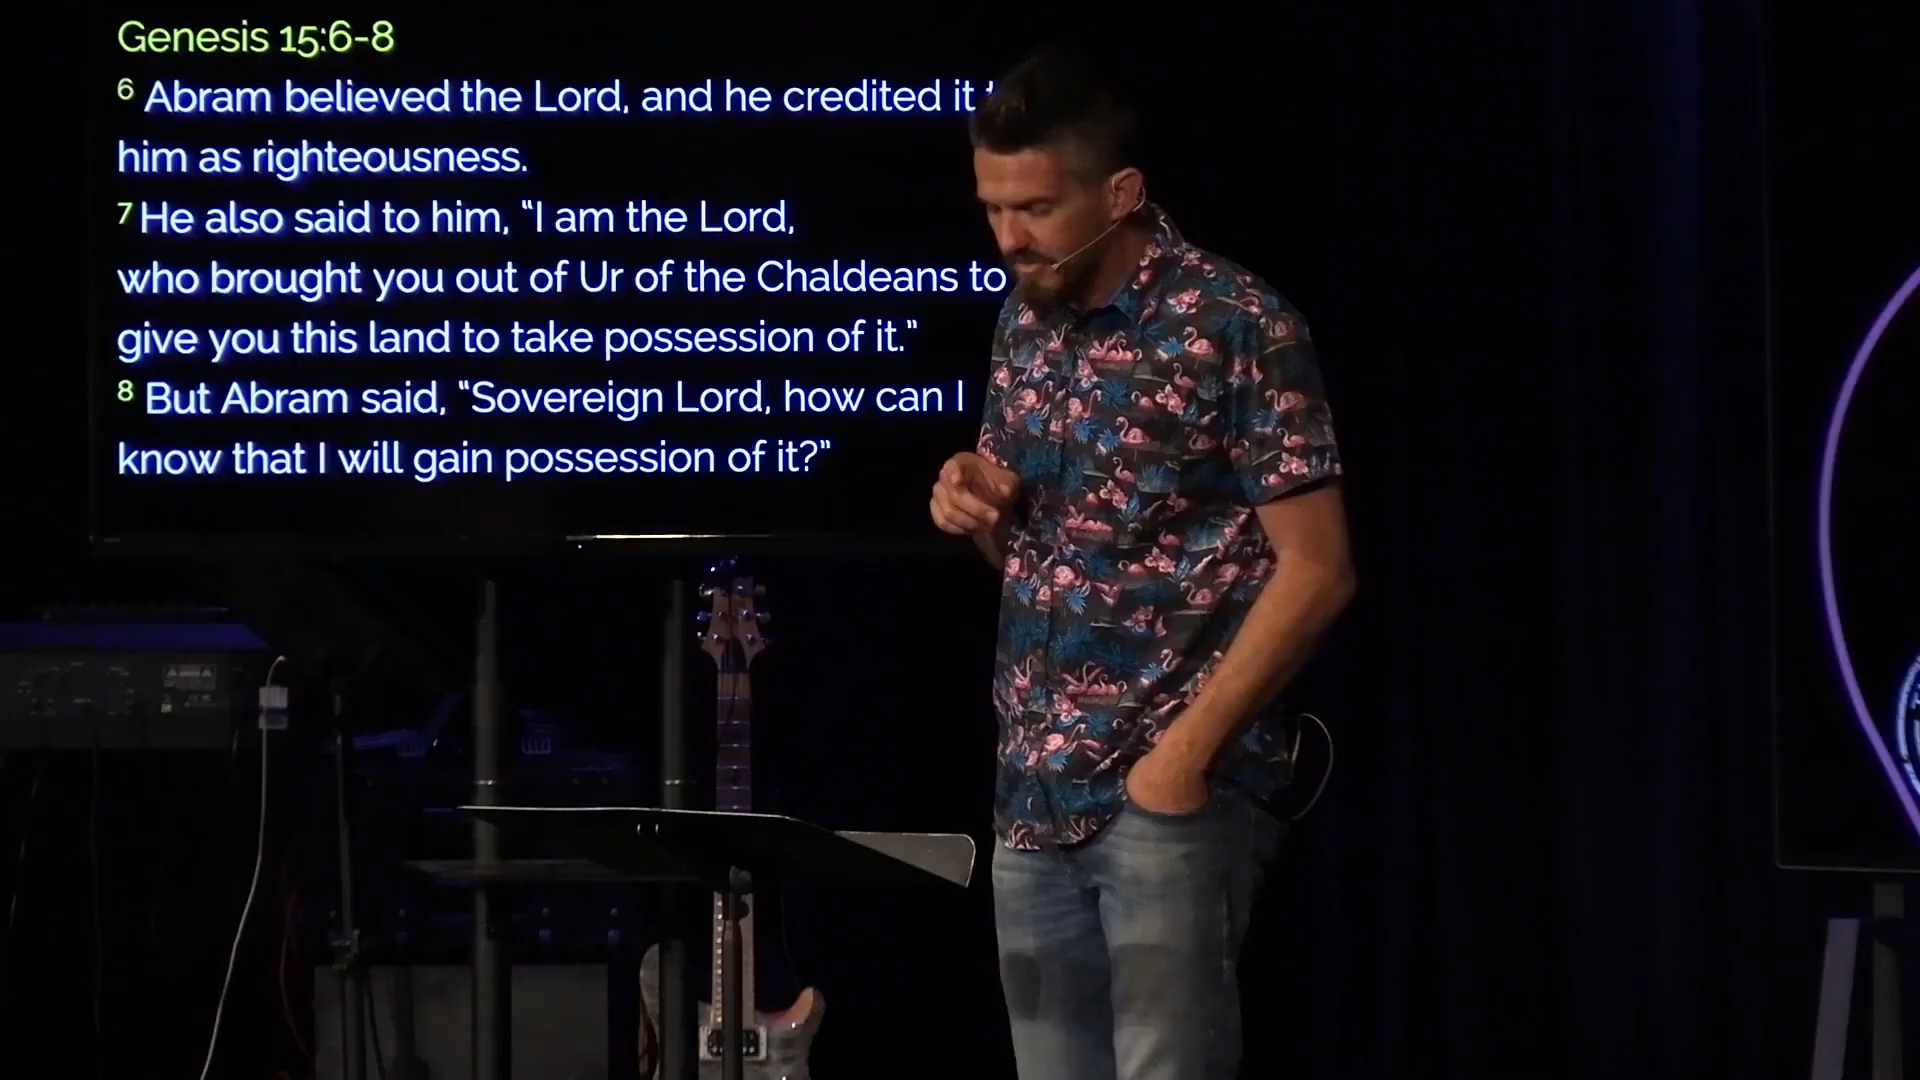 Genesis 15:6-8
6 Abram believed the Lord, and he credited it
him as righteousness.
7 He also said to him, “I am the Lord,
who brought you out of Ur of the Chaldeans to
give you this land to take possession of it.”
8 But Abram said, “Sovereign Lord, how can I
know that I will gain possession of it?”